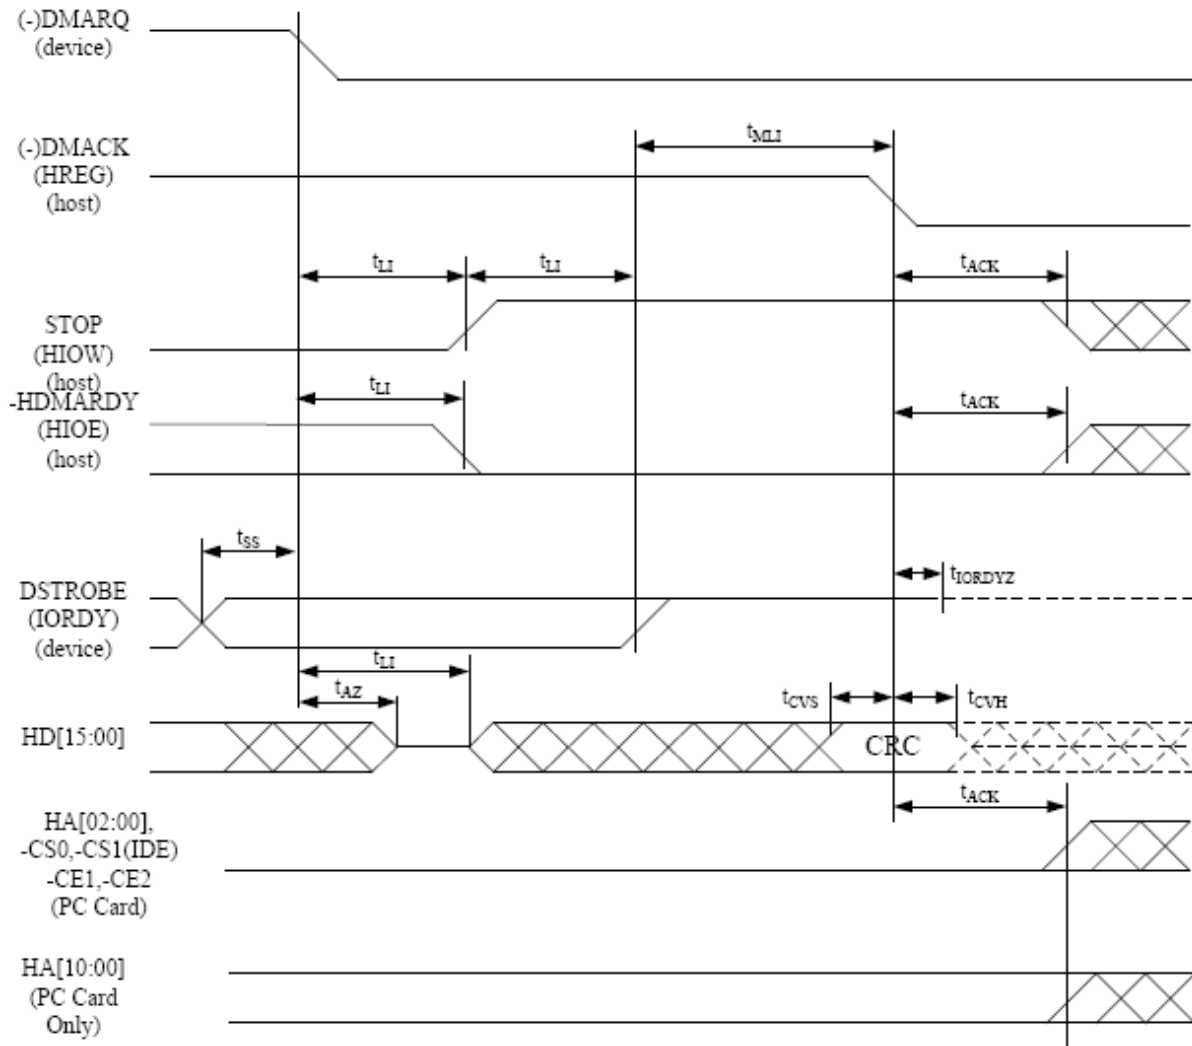 (-)DMARQ
(device)
tMLI
(-)DMACK
(HREG)
(host)
tLI
tLI
tACK
STOP
(HIOW)
(host)
tLI
tACK
-HDMARDY
(HIOE)
(host)
tSS
tIORDYZ
DSTROBE
(IORDY)
(device)
tLI
tAZ
tCVS
tCVH
HD[15:00]
CRC
tACK
HA[02:00],
-CS0,-CS1(IDE)
-CE1,-CE2
(PC Card)
HA[10:00]
(PC Card
Only)